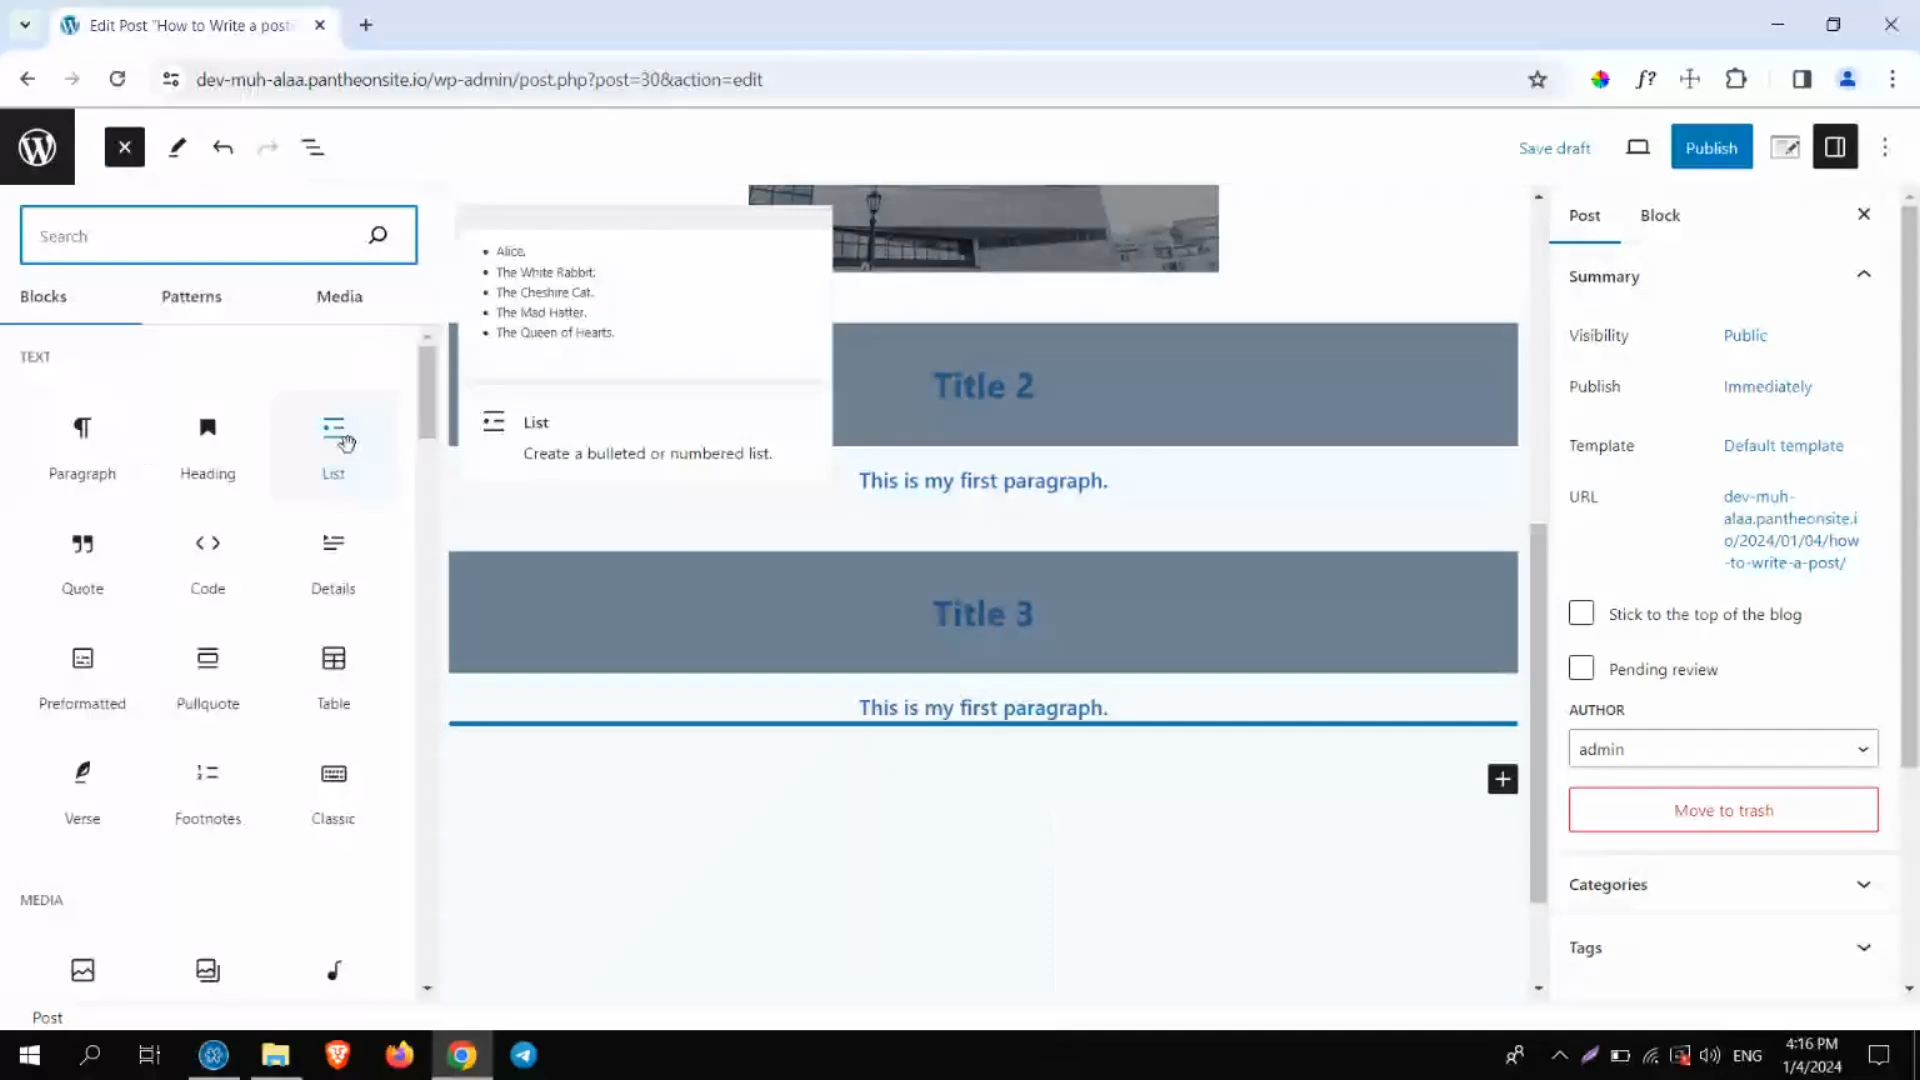 Edit Post "How to Write a post
dev-muh-alaa.pantheonsite.io/wp-admin/post.php?post=30&action=edit
f?
Save draft
Publish
Search
Blocks
Patterns
Media
TEXT
Paragraph
Heading
List
Quote
Code
Details
Preformatted
Pullquote
Table
Verse
Footnotes
Classic
MEDIA
Post
Alice.
The White Rabbit.
The Cheshire Cat.
The Mad Hatter.
The Queen of Hearts.
List
Create a bulleted or numbered list.
Title 2
This is my first paragraph.
Title 3
This is my first paragraph.
Post
Block
Summary
Visibility
Public
Publish
Immediately
Template
Default template
URL
dev-muh-
alaa.pantheonsite.i
o/2024/01/04/how
-to-write-a-post/
Stick to the top of the blog
Pending review
AUTHOR
admin
Move to trash
Categories
Tags
ENG
4:16 PM
1/4/2024